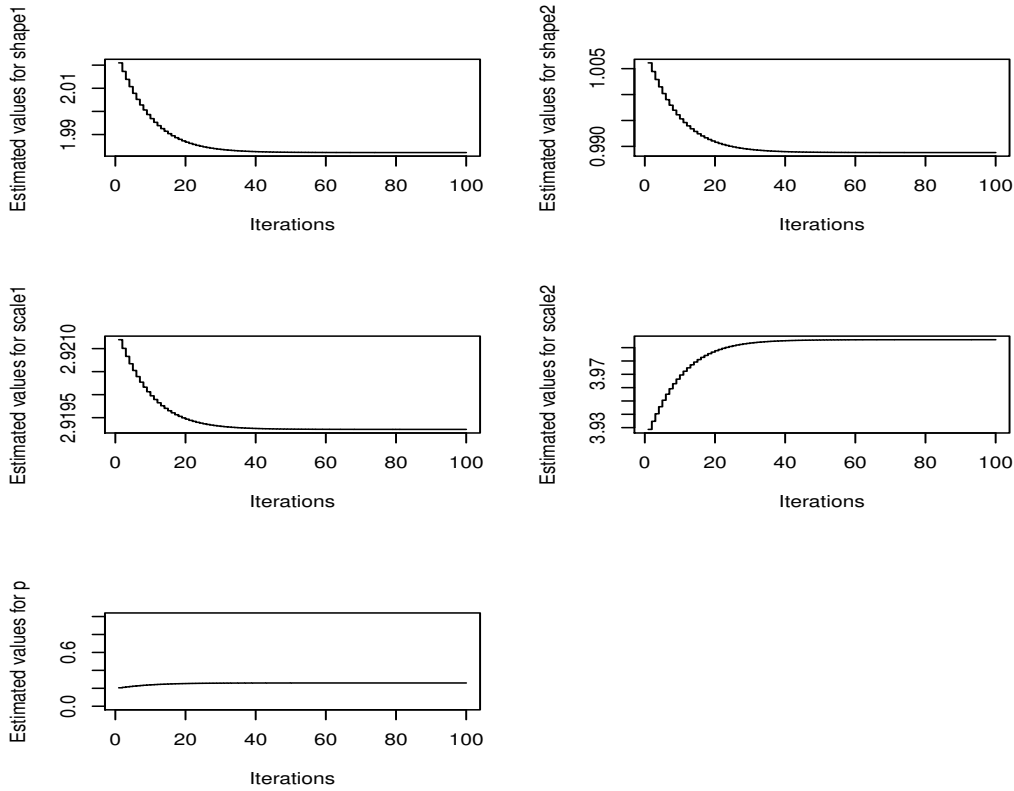 Estimated values for shape1
2.01
1.99
0 20 40 60 80 100
Iterations
Estimated values for shape2
1.005
0.990
0 20 40 60 80 100
Iterations
Estimated values for scale1
2.9210
2.9195
0 20 40 60 80 100
Iterations
Estimated values for scale2
3.97
3.93
0 20 40 60 80 100
Iterations
Estimated values for p
0.6
0.0
0 20 40 60 80 100
Iterations